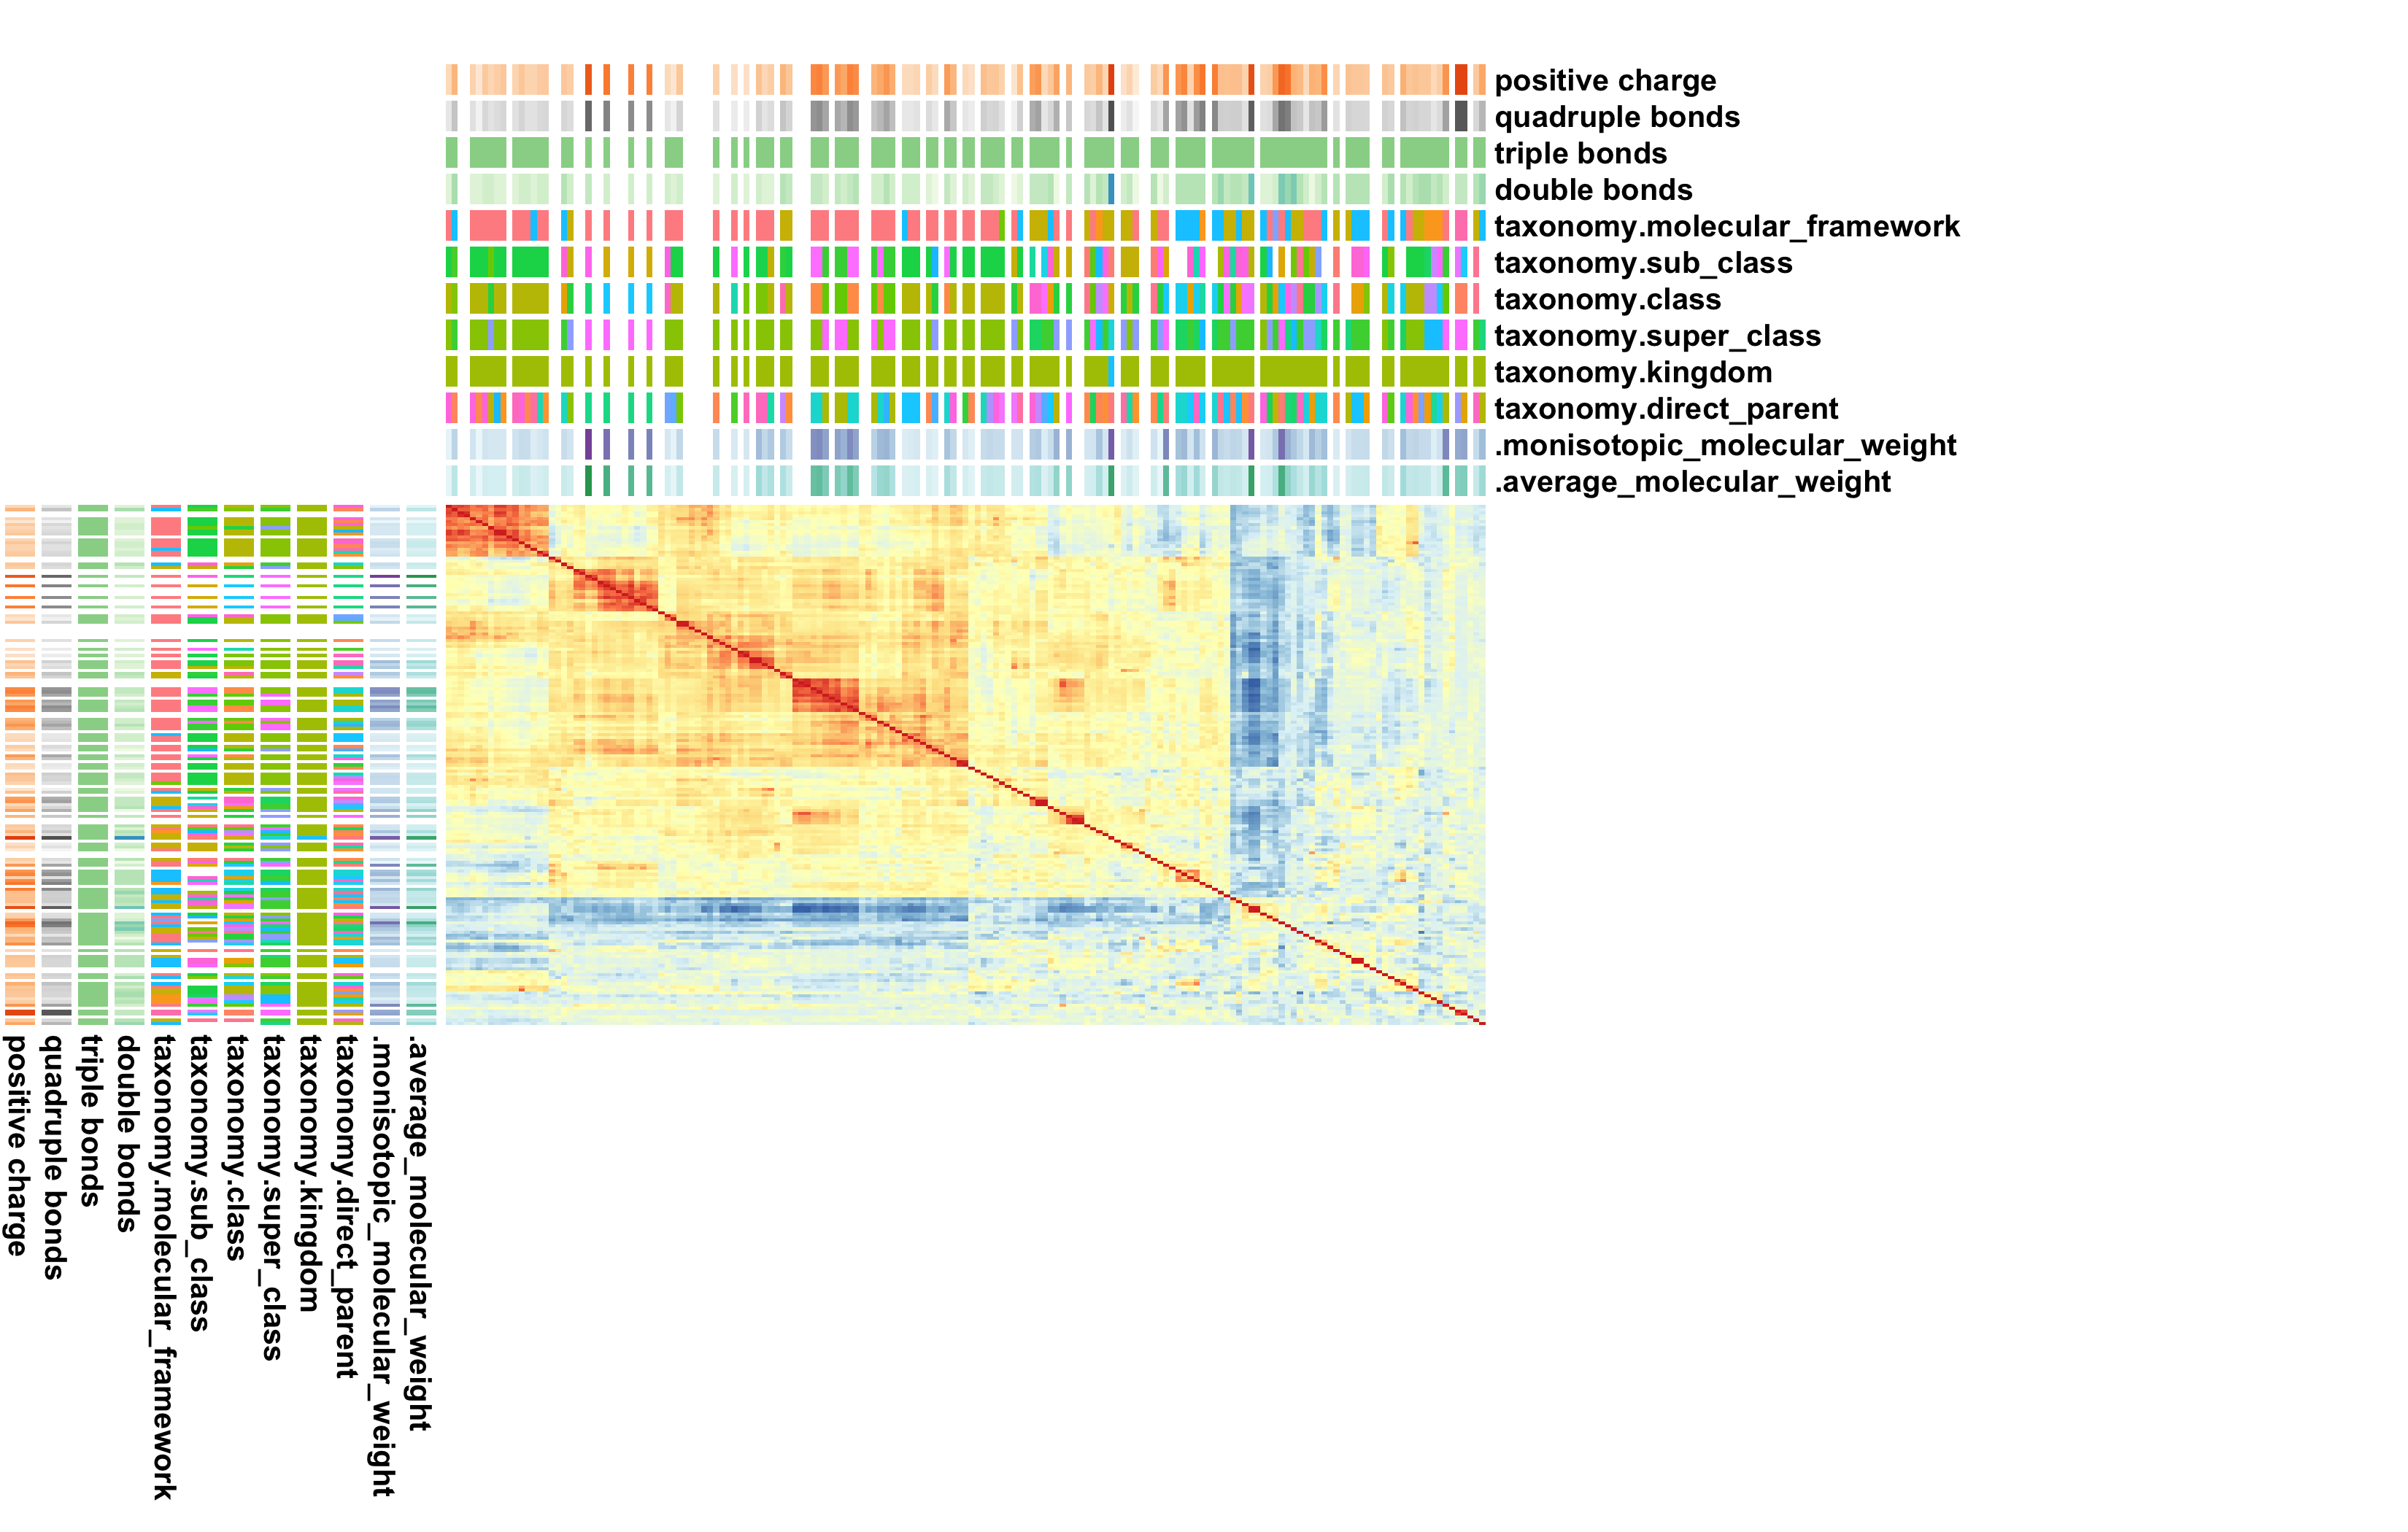 positive charge
quadruple bonds
triple bonds
double bonds
taxonomy.molecular_framework
taxonomy.sub_class
taxonomy.class
taxonomy.super_class
taxonomy.kingdom
taxonomy.direct_parent
.monisotopic_molecular_weight
.average_molecular_weight
positive charge
quadruple bonds
triple bonds
double bonds
taxonomy.molecular_framework
taxonomy.sub_class
taxonomy.class
taxonomy.super_class
taxonomy.kingdom
taxonomy.direct_parent
.monisotopic_molecular_weight
.average_molecular_weight